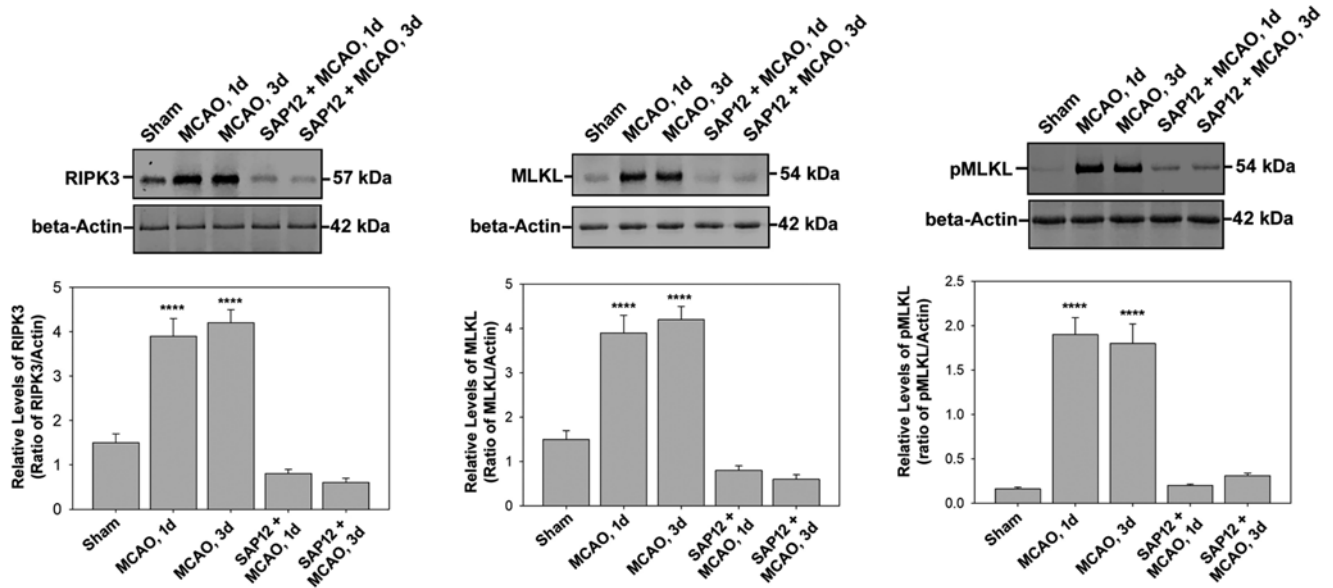 Sham
MCAO, 1d
MCAO, 3d
SAP12 + MCAO, 1d
SAP12 + MCAO, 3d
RIPK3
57 kDa
beta-Actin
42 kDa
Relative Levels of RIPK3
(Ratio of RIPK3/Actin)
5
4
3
2
1
0
****
****
Sham
MCAO, 1d
MCAO, 3d
SAP12 +
MCAO, 1d
SAP12 +
MCAO, 3d
Sham
MCAO, 1d
MCAO, 3d
SAP12 + MCAO, 1d
SAP12 + MCAO, 3d
MLKL
54 kDa
beta-Actin
42 kDa
Relative Levels of MLKL
(Ratio of MLKL/Actin)
5
4
3
2
1
0
****
****
Sham
MCAO, 1d
MCAO, 3d
SAP12 +
MCAO, 1d
SAP12 +
MCAO, 3d
Sham
MCAO, 1d
MCAO, 3d
SAP12 + MCAO, 1d
SAP12 + MCAO, 3d
pMLKL
54 kDa
beta-Actin
42 kDa
Relative Levels of pMLKL
(ratio of pMLKL/Actin)
2.5
2.0
1.5
1.0
0.5
0.0
****
****
Sham
MCAO, 1d
MCAO, 3d
SAP12 +
MCAO, 1d
SAP12 +
MCAO, 3d